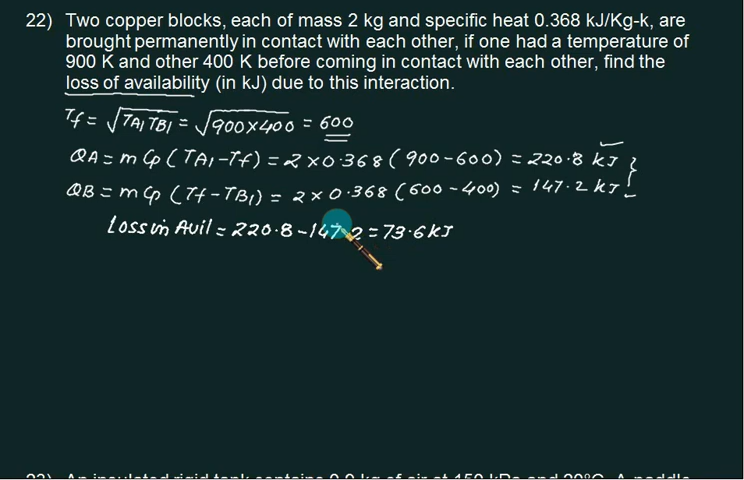 22) Two copper blocks, each of mass 2 kg and specific heat 0.368 kJ/Kg-k, are
brought permanently in contact with each other, if one had a temperature of
900 K and other 400 K before coming in contact with each other, find the
loss of availability (in kJ) due to this interaction.
Tf = √TA1 TB1 = √900×400 = 600
QA = m Cp (TA1 - Tf) = 2 × 0.368 (900 - 600) = 220.8 kJ
QB = m Cp (Tf - TB1) = 2 × 0.368 (600 - 400) = 147.2 kJ
Loss in Avil = 220.8 - 147.2 = 73.6 kJ